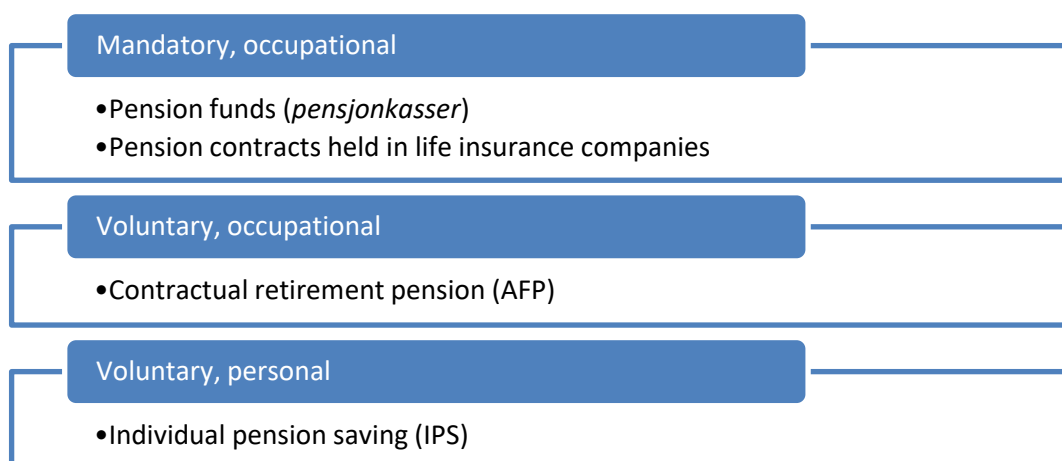 Mandatory, occupational
•Pension funds (pensjonkasser)
•Pension contracts held in life insurance companies
Voluntary, occupational
•Contractual retirement pension (AFP)
Voluntary, personal
•Individual pension saving (IPS)